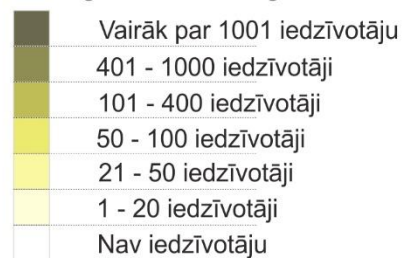 Vairāk par 1001 iedzīvotāju
401 - 1000 iedzīvotāji
101 - 400 iedzīvotāji
50 - 100 iedzīvotāji
21 - 50 iedzīvotāji
1 - 20 iedzīvotāji
Nav iedzīvotāju